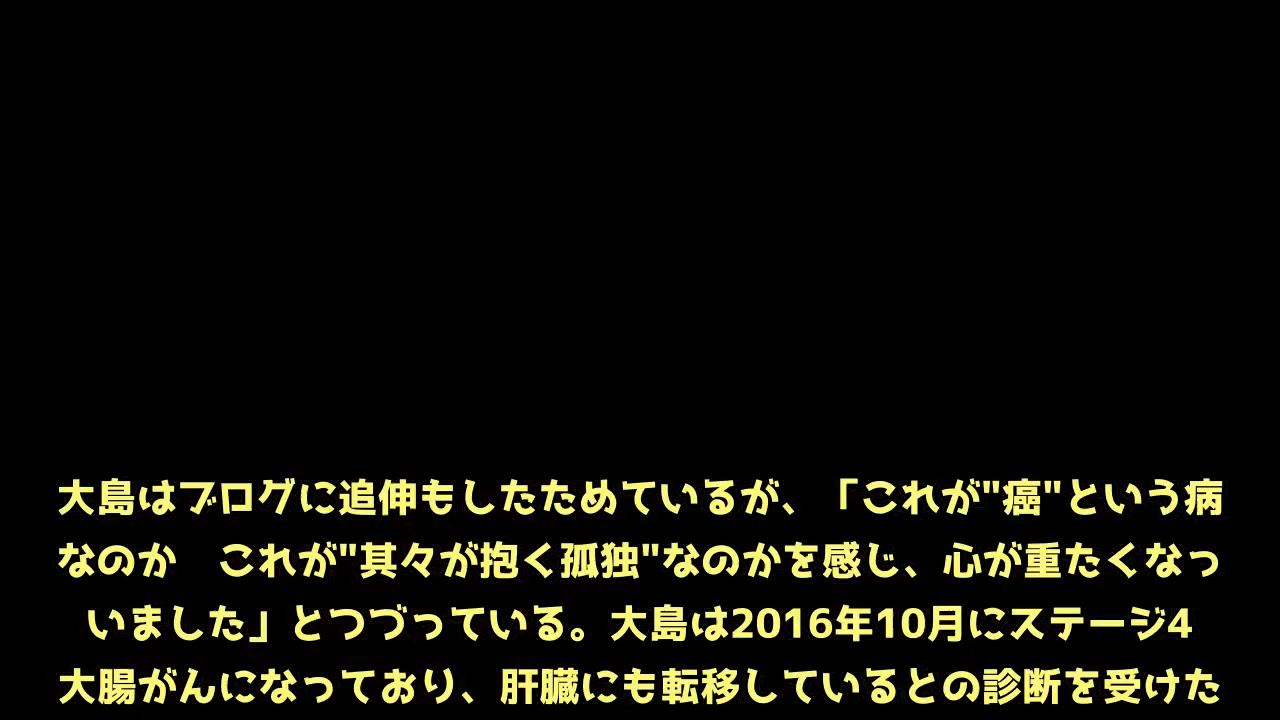 大島はブログに追伸もしたためているが、「これが"癌"という病
なのか　これが"其々が抱く孤独"なのかを感じ、心が重たくなっ
いました」とつづっている。大島は2016年10月にステージ4
大腸がんになっており、肝臓にも転移しているとの診断を受けた